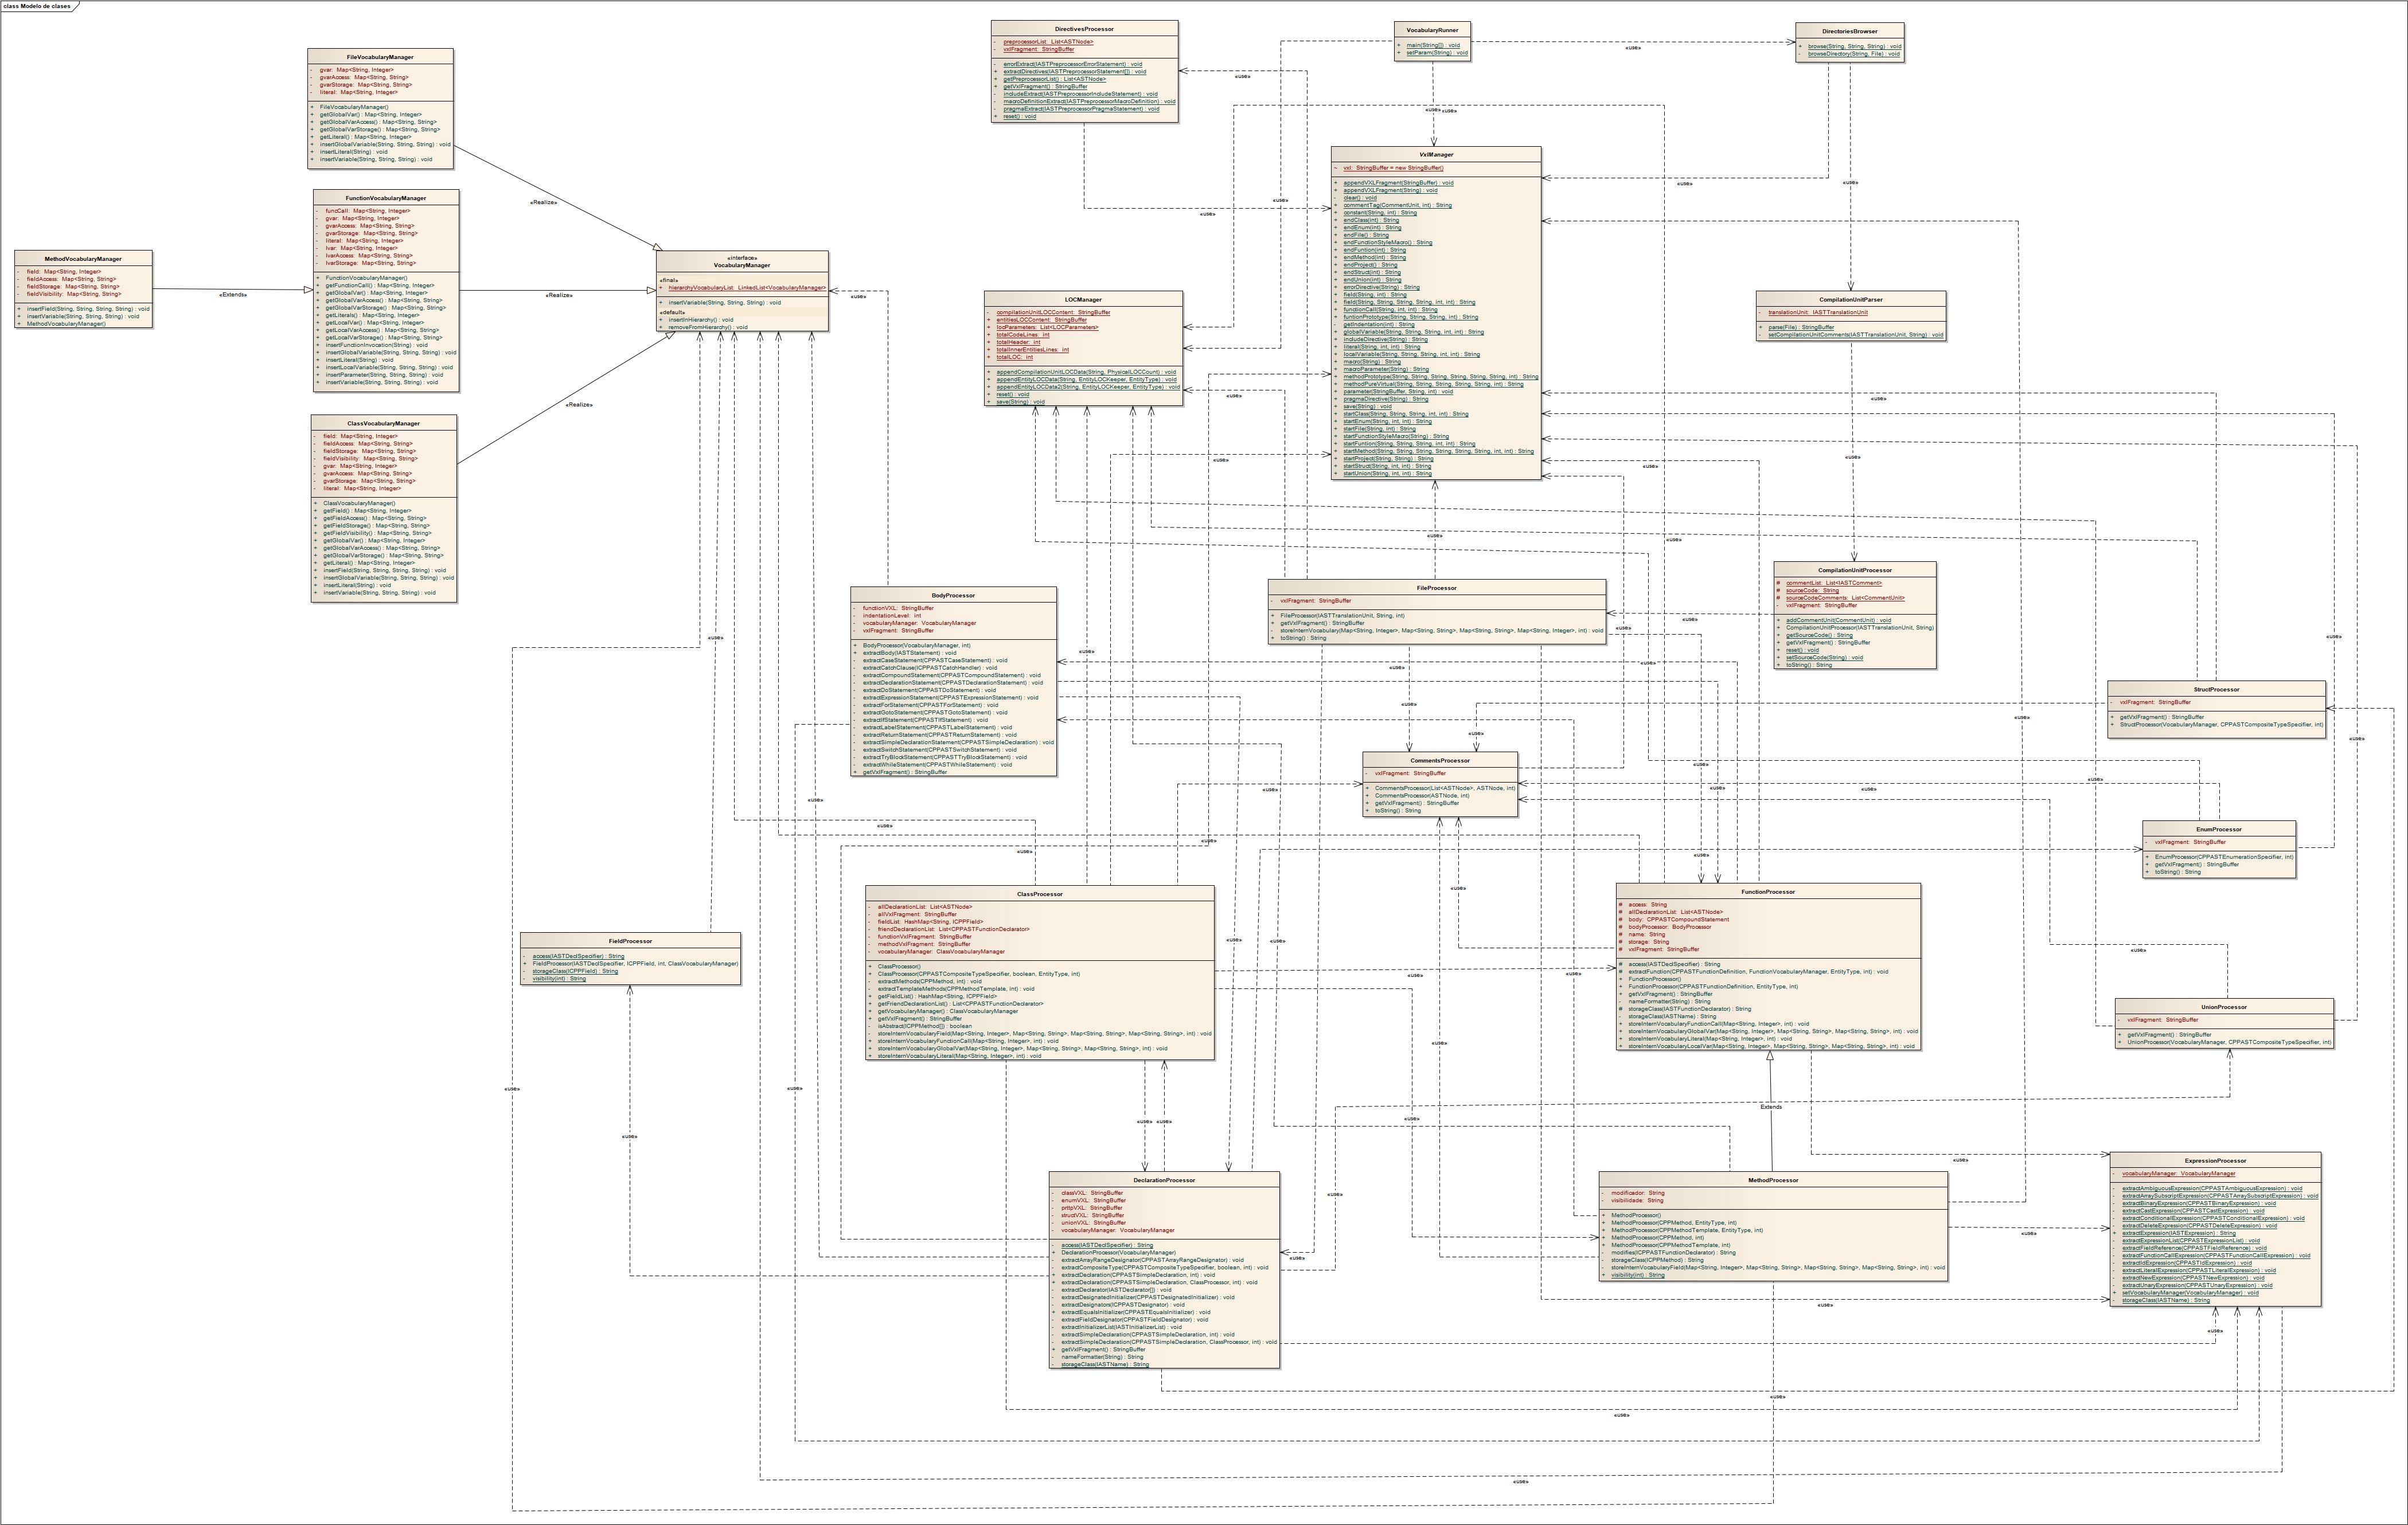 class Modelo de clases
FileVocabularyManager
- gvar: Map<String, Integer>
- gvarAccess: Map<String, String>
- gvarStorage: Map<String, String>
- literal: Map<String, Integer>
+ FileVocabularyManager()
+ getGlobalVar() : Map<String, Integer>
+ getGlobalVarAccess() : Map<String, String>
+ getGlobalVarStorage() : Map<String, String>
+ getLiteral() : Map<String, Integer>
+ insertGlobalVariable(String, String, String) : void
+ insertLiteral(String) : void
+ insertVariable(String, String, String) : void
FunctionVocabularyManager
- funcCall: Map<String, Integer>
- gvar: Map<String, Integer>
- gvarAccess: Map<String, String>
- gvarStorage: Map<String, String>
- literal: Map<String, Integer>
- lvar: Map<String, Integer>
- lvarAccess: Map<String, String>
- lvarStorage: Map<String, String>
+ FunctionVocabularyManager()
+ getFunctionCall() : Map<String, Integer>
+ getGlobalVar() : Map<String, Integer>
+ getGlobalVarAccess() : Map<String, String>
+ getGlobalVarStorage() : Map<String, String>
+ getLiterals() : Map<String, Integer>
+ getLocalVar() : Map<String, Integer>
+ getLocalVarAccess() : Map<String, String>
+ getLocalVarStorage() : Map<String, String>
+ insertFunctionInvocation(String) : void
+ insertGlobalVariable(String, String, String) : void
+ insertLiteral(String) : void
+ insertLocalVariable(String, String, String) : void
+ insertParameter(String, String, String) : void
+ insertVariable(String, String, String) : void
MethodVocabularyManager
- field: Map<String, Integer>
- fieldAccess: Map<String, String>
- fieldStorage: Map<String, String>
- fieldVisibility: Map<String, String>
+ insertField(String, String, String, String) : void
+ insertVariable(String, String, String) : void
+ MethodVocabularyManager()
ClassVocabularyManager
- field: Map<String, Integer>
- fieldAccess: Map<String, String>
- fieldStorage: Map<String, String>
- fieldVisibility: Map<String, String>
- gvar: Map<String, Integer>
- gvarAccess: Map<String, String>
- gvarStorage: Map<String, String>
- literal: Map<String, Integer>
+ ClassVocabularyManager()
+ getField() : Map<String, Integer>
+ getFieldAccess() : Map<String, String>
+ getFieldStorage() : Map<String, String>
+ getFieldVisibility() : Map<String, String>
+ getGlobalVar() : Map<String, Integer>
+ getGlobalVarAccess() : Map<String, String>
+ getGlobalVarStorage() : Map<String, String>
+ getLiteral() : Map<String, Integer>
+ insertField(String, String, String, String) : void
+ insertGlobalVariable(String, String, String) : void
+ insertLiteral(String) : void
+ insertVariable(String, String, String) : void
«Extends»
«Realize»
«Realize»
«Realize»
«interface»
VocabularyManager
«final»
+ hierarchyVocabularyList: LinkedList<VocabularyManager>
+ insertVariable(String, String, String) : void
«default»
+ insertInHierarchy() : void
+ removeFromHierarchy() : void
DirectivesProcessor
- preprocessorList: List<ASTNode>
- vxlFragment: StringBuffer
- errorExtract(IASTPreprocessorErrorStatement) : void
+ extractDirectives(IASTPreprocessorStatement[]) : void
+ getPreprocessorList() : List<ASTNode>
+ getVxlFragment() : StringBuffer
- includeExtract(IASTPreprocessorIncludeStatement) : void
- macroDefinitionExtract(IASTPreprocessorMacroDefinition) : void
- pragmaExtract(IASTPreprocessorPragmaStatement) : void
+ reset() : void
VocabularyRunner
+ main(String[]) : void
+ setParam(String) : void
DirectoriesBrowser
+ browse(String, String, String) : void
- browseDirectory(String, File) : void
VxlManager
~ vxl: StringBuffer = new StringBuffer()
+ appendVXLFragment(StringBuffer) : void
+ appendVXLFragment(String) : void
- clear() : void
+ commentTag(CommentUnit, int) : String
+ constant(String, int) : String
+ endClass(int) : String
+ endEnum(int) : String
+ endFile() : String
+ endFunctionStyleMacro() : String
+ endFuntion(int) : String
+ endMethod(int) : String
+ endProject() : String
+ endStruct(int) : String
+ endUnion(int) : String
+ errorDirective(String) : String
+ field(String, int) : String
+ field(String, String, String, String, int, int) : String
+ functionCall(String, int, int) : String
+ funtionPrototype(String, String, String, int) : String
- getIndentation(int) : String
+ globalVariable(String, String, String, int, int) : String
+ includeDirective(String) : String
+ literal(String, int, int) : String
+ localVariable(String, String, String, int, int) : String
+ macro(String) : String
+ macroParameter(String) : String
+ methodPrototype(String, String, String, String, String, String, int) : String
+ methodPureVirtual(String, String, String, String, String, int) : String
+ parameter(StringBuffer, String, int) : void
+ pragmaDirective(String) : String
+ save(String) : void
+ startClass(String, String, String, int, int) : String
+ startEnum(String, int, int) : String
+ startFile(String, int) : String
+ startFunctionStyleMacro(String) : String
+ startFuntion(String, String, String, int, int) : String
+ startMethod(String, String, String, String, String, String, int, int) : String
+ startProject(String, String) : String
+ startStruct(String, int, int) : String
+ startUnion(String, int, int) : String
LOCManager
- compilationUnitLOCContent: StringBuffer
- entitiesLOCContent: StringBuffer
+ locParameters: List<LOCParameters>
- totalCodeLines: int
+ totalHeader: int
- totalInnerEntitiesLines: int
+ totalLOC: int
+ appendCompilationUnitLOCData(String, PhysicalLOCCount) : void
+ appendEntityLOCData(String, EntityLOCKeeper, EntityType) : void
+ appendEntityLOCData2(String, EntityLOCKeeper, EntityType) : void
+ reset() : void
+ save(String) : void
CompilationUnitParser
- translationUnit: IASTTranslationUnit
+ parse(File) : StringBuffer
- setCompilationUnitComments(IASTTranslationUnit, String) : void
CompilationUnitProcessor
# commentList: List<IASTComment>
# sourceCode: String
# sourceCodeComments: List<CommentUnit>
- vxlFragment: StringBuffer
+ addCommentUnit(CommentUnit) : void
+ CompilationUnitProcessor(IASTTranslationUnit, String)
+ getSourceCode() : String
+ getVxlFragment() : StringBuffer
+ reset() : void
+ setSourceCode(String) : void
+ toString() : String
BodyProcessor
- functionVXL: StringBuffer
- indentationLevel: int
- vocabularyManager: VocabularyManager
- vxlFragment: StringBuffer
+ BodyProcessor(VocabularyManager, int)
+ extractBody(IASTStatement) : void
- extractCaseStatement(CPPASTCaseStatement) : void
- extractCatchClause(ICPPASTCatchHandler) : void
- extractCompoundStatement(CPPASTCompoundStatement) : void
- extractDeclarationStatement(CPPASTDeclarationStatement) : void
- extractDoStatement(CPPASTDoStatement) : void
- extractExpressionStatement(CPPASTExpressionStatement) : void
- extractForStatement(CPPASTForStatement) : void
- extractGotoStatement(CPPASTGotoStatement) : void
- extractIfStatement(CPPASTIfStatement) : void
- extractLabelStatement(CPPASTLabelStatement) : void
- extractReturnStatement(CPPASTReturnStatement) : void
- extractSimpleDeclarationStatement(CPPASTSimpleDeclaration) : void
- extractSwitchStatement(CPPASTSwitchStatement) : void
- extractTryBlockStatement(CPPASTTryBlockStatement) : void
- extractWhileStatement(CPPASTWhileStatement) : void
+ getVxlFragment() : StringBuffer
FileProcessor
- vxlFragment: StringBuffer
+ FileProcessor(IASTTranslationUnit, String, int)
+ getVxlFragment() : StringBuffer
- storeInternVocabulary(Map<String, Integer>, Map<String, String>, Map<String, String>, Map<String, Integer>, int) : void
+ toString() : String
StructProcessor
- vxlFragment: StringBuffer
+ getVxlFragment() : StringBuffer
+ StructProcessor(VocabularyManager, CPPASTCompositeTypeSpecifier, int)
CommentsProcessor
- vxlFragment: StringBuffer
+ CommentsProcessor(List<ASTNode>, ASTNode, int)
+ CommentsProcessor(ASTNode, int)
+ getVxlFragment() : StringBuffer
+ toString() : String
EnumProcessor
- vxlFragment: StringBuffer
+ EnumProcessor(CPPASTEnumerationSpecifier, int)
+ getVxlFragment() : StringBuffer
+ toString() : String
ClassProcessor
- allDeclarationList: List<ASTNode>
- allVxlFragment: StringBuffer
- fieldList: HashMap<String, ICPPField>
- friendDeclarationList: List<CPPASTFunctionDeclarator>
- functionVxlFragment: StringBuffer
- methodVxlFragment: StringBuffer
- vocabularyManager: ClassVocabularyManager
+ ClassProcessor()
+ ClassProcessor(CPPASTCompositeTypeSpecifier, boolean, EntityType, int)
- extractMethods(CPPMethod, int) : void
- extractTemplateMethods(CPPMethodTemplate, int) : void
+ getFieldList() : HashMap<String, ICPPField>
+ getFriendDeclarationList() : List<CPPASTFunctionDeclarator>
+ getVocabularyManager() : ClassVocabularyManager
+ getVxlFragment() : StringBuffer
- isAbstract(ICPPMethod[]) : boolean
- storeInternVocabularyField(Map<String, Integer>, Map<String, String>, Map<String, String>, Map<String, String>, int) : void
+ storeInternVocabularyFunctionCall(Map<String, Integer>, int) : void
+ storeInternVocabularyGlobalVar(Map<String, Integer>, Map<String, String>, Map<String, String>, int) : void
+ storeInternVocabularyLiteral(Map<String, Integer>, int) : void
FunctionProcessor
# access: String
# allDeclarationList: List<ASTNode>
# body: CPPASTCompoundStatement
# bodyProcessor: BodyProcessor
# name: String
# storage: String
# vxlFragment: StringBuffer
# access(IASTDeclSpecifier) : String
# extractFunction(CPPASTFunctionDefinition, FunctionVocabularyManager, EntityType, int) : void
+ FunctionProcessor()
+ FunctionProcessor(CPPASTFunctionDefinition, EntityType, int)
+ getVxlFragment() : StringBuffer
- nameFormatter(String) : String
# storageClass(IASTFunctionDeclarator) : String
- storageClass(IASTName) : String
+ storeInternVocabularyFunctionCall(Map<String, Integer>, int) : void
+ storeInternVocabularyGlobalVar(Map<String, Integer>, Map<String, String>, Map<String, String>, int) : void
+ storeInternVocabularyLiteral(Map<String, Integer>, int) : void
+ storeInternVocabularyLocalVar(Map<String, Integer>, Map<String, String>, Map<String, String>, int) : void
FieldProcessor
- access(IASTDeclSpecifier) : String
+ FieldProcessor(IASTDeclSpecifier, ICPPField, int, ClassVocabularyManager)
- storageClass(ICPPField) : String
- visibility(int) : String
UnionProcessor
- vxlFragment: StringBuffer
+ getVxlFragment() : StringBuffer
+ UnionProcessor(VocabularyManager, CPPASTCompositeTypeSpecifier, int)
Extends
DeclarationProcessor
- classVXL: StringBuffer
- enumVXL: StringBuffer
- prttpVXL: StringBuffer
- structVXL: StringBuffer
- unionVXL: StringBuffer
- vocabularyManager: VocabularyManager
- access(IASTDeclSpecifier) : String
+ DeclarationProcessor(VocabularyManager)
- extractArrayRangeDesignator(CPPASTArrayRangeDesignator) : void
- extractCompositeType(CPPASTCompositeTypeSpecifier, boolean, int) : void
+ extractDeclaration(CPPASTSimpleDeclaration, int) : void
+ extractDeclaration(CPPASTSimpleDeclaration, ClassProcessor, int) : void
- extractDeclarator(IASTDeclarator[]) : void
- extractDesignatedInitializer(CPPASTDesignatedInitializer) : void
- extractDesignators(ICPPASTDesignator) : void
+ extractEqualsInitializer(CPPASTEqualsInitializer) : void
- extractFieldDesignator(CPPASTFieldDesignator) : void
- extractInitializerList(IASTInitializerList) : void
- extractSimpleDeclaration(CPPASTSimpleDeclaration, int) : void
- extractSimpleDeclaration(CPPASTSimpleDeclaration, ClassProcessor, int) : void
+ getVxlFragment() : StringBuffer
- nameFormatter(String) : String
- storageClass(IASTName) : String
MethodProcessor
- modificador: String
- visibilidade: String
+ MethodProcessor()
+ MethodProcessor(CPPMethod, EntityType, int)
+ MethodProcessor(CPPMethodTemplate, EntityType, int)
+ MethodProcessor(CPPMethod, int)
+ MethodProcessor(CPPMethodTemplate, int)
- modifies(ICPPASTFunctionDeclarator) : String
- storageClass(ICPPMethod) : String
- storeInternVocabularyField(Map<String, Integer>, Map<String, String>, Map<String, String>, Map<String, String>, int) : void
+ visibility(int) : String
ExpressionProcessor
- vocabularyManager: VocabularyManager
- extractAmbiguousExpression(CPPASTAmbiguousExpression) : void
- extractArraySubscriptExpression(CPPASTArraySubscriptExpression) : void
- extractBinaryExpression(CPPASTBinaryExpression) : void
- extractCastExpression(CPPASTCastExpression) : void
- extractConditionalExpression(CPPASTConditionalExpression) : void
- extractDeleteExpression(CPPASTDeleteExpression) : void
+ extractExpression(IASTExpression) : String
- extractExpressionList(CPPASTExpressionList) : void
- extractFieldReference(CPPASTFieldReference) : void
- extractFunctionCallExpression(CPPASTFunctionCallExpression) : void
- extractIdExpression(CPPASTIdExpression) : void
- extractLiteralExpression(CPPASTLiteralExpression) : void
- extractNewExpression(CPPASTNewExpression) : void
- extractUnaryExpression(CPPASTUnaryExpression) : void
+ setVocabularyManager(VocabularyManager) : void
- storageClass(IASTName) : String
«use»
«use»
«use»
«use»
«use»
«use»
«use»
«use»
«use»
«use»